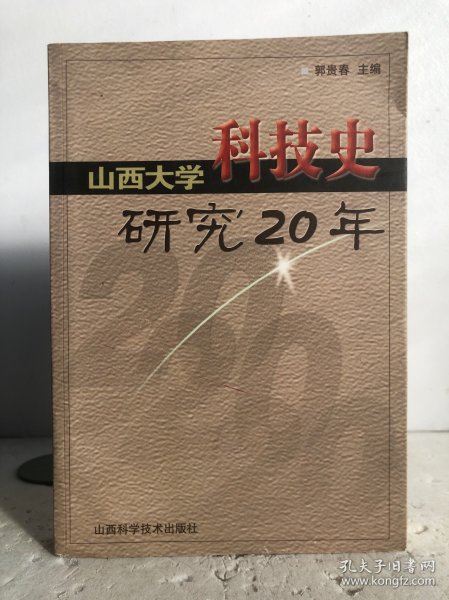 郭贵春 主编
科技史
山西大学
研究20年
20
山西科学技术出版社
孔夫子旧书网
www.kongfz.com